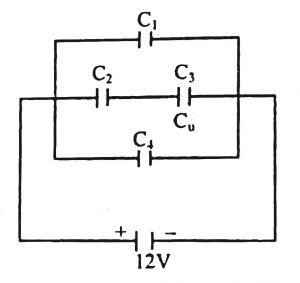 C₁
C₂ C₃
Cᵤ
C₄
+ −
12V